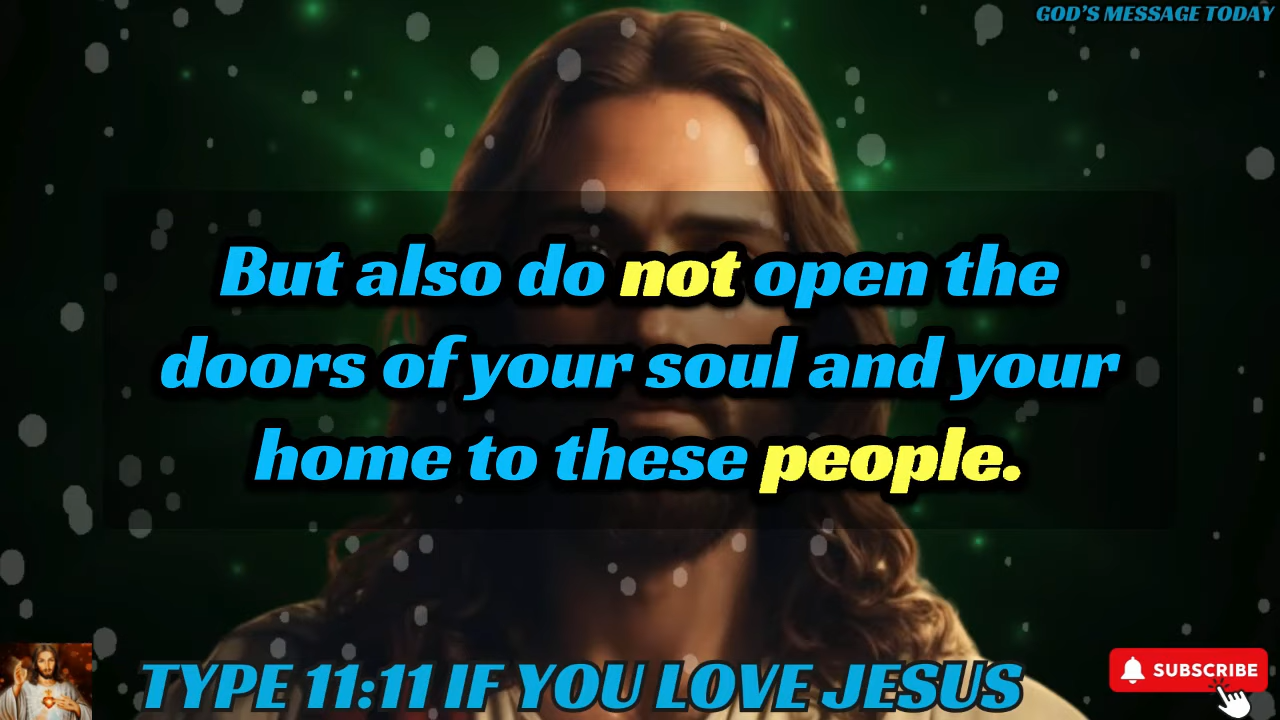 GOD'S MESSAGE TODAY
But also do not open the
doors of your soul and your
home to these people.
TYPE 11:11 IF YOU LOVE JESUS
SUBSCRIBE